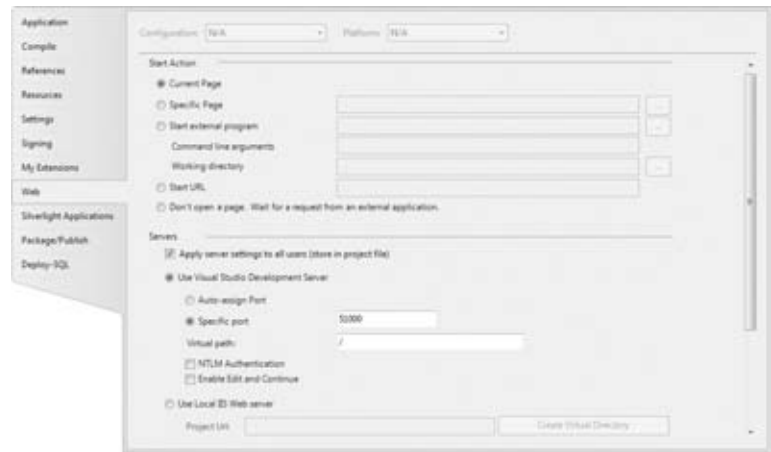 Application
Compile
References
Resources
Settings
Signing
My Extensions
Web
Silverlight Applications
Package/Publish
Deploy-SQL
Configuration: N/A Platform: N/A
Start Action
Current Page
Specific Page ...
Start external program ...
Command line arguments
Working directory ...
Start URL
Don't open a page. Wait for a request from an external application.
Servers
Apply server settings to all users (store in project file)
Use Visual Studio Development Server
Auto-assign Port
Specific port 51000
Virtual path: /
NTLM Authentication
Enable Edit and Continue
Use Local IIS Web server
Project Url: Create Virtual Directory